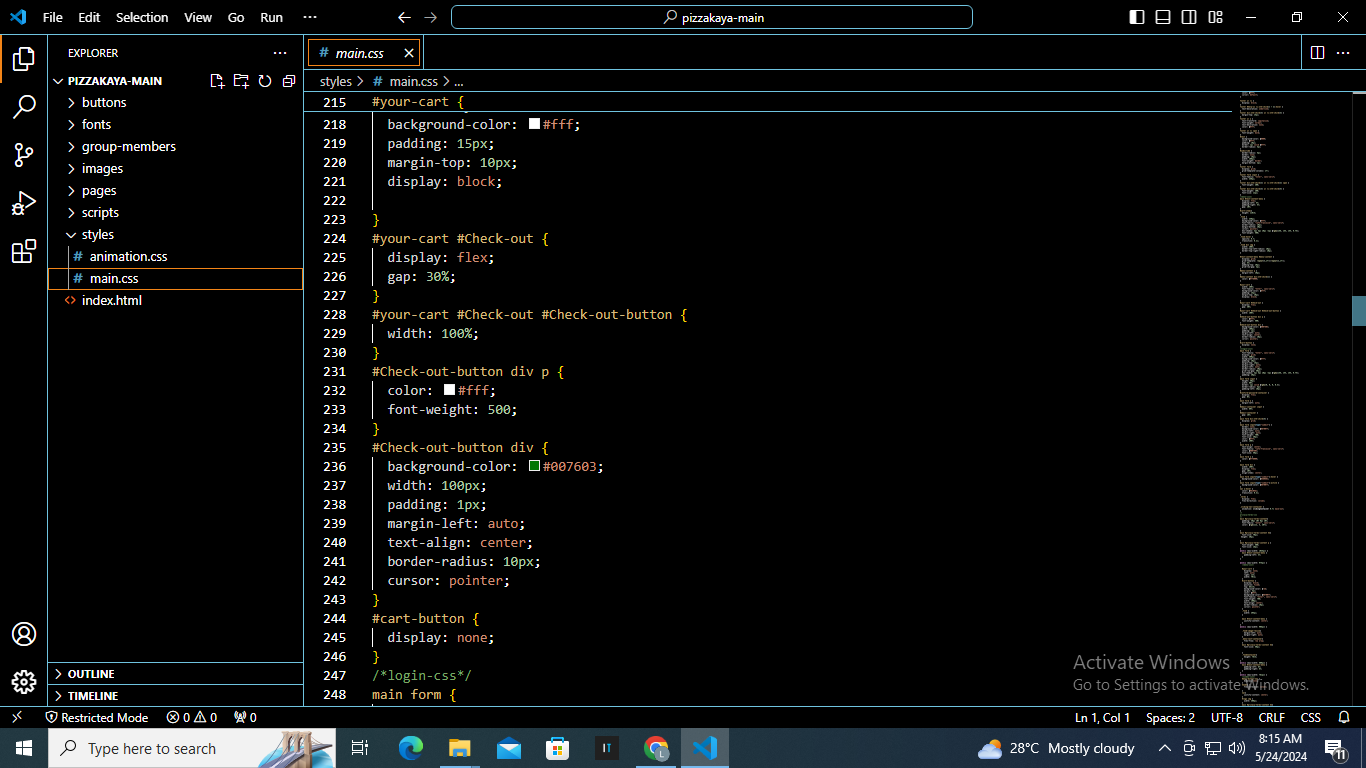 File Edit Selection View Go Run ··· pizzakaya-main
EXPLORER ···
PIZZAKAYA-MAIN
buttons
fonts
group-members
images
pages
scripts
styles
# animation.css
# main.css
<> index.html
OUTLINE
TIMELINE
# main.css
styles > # main.css > ...
215 #your-cart {
218 background-color: #fff;
219 padding: 15px;
220 margin-top: 10px;
221 display: block;
222
223 }
224 #your-cart #Check-out {
225 display: flex;
226 gap: 30%;
227 }
228 #your-cart #Check-out #Check-out-button {
229 width: 100%;
230 }
231 #Check-out-button div p {
232 color: #fff;
233 font-weight: 500;
234 }
235 #Check-out-button div {
236 background-color: #007603;
237 width: 100px;
238 padding: 1px;
239 margin-left: auto;
240 text-align: center;
241 border-radius: 10px;
242 cursor: pointer;
243 }
244 #cart-button {
245 display: none;
246 }
247 /*login-css*/
248 main form {
Activate Windows
Go to Settings to activate Windows.
Restricted Mode 0 0 0 Ln 1, Col 1 Spaces: 2 UTF-8 CRLF CSS
Type here to search IT L 28°C Mostly cloudy 8:15 AM
5/24/2024 11